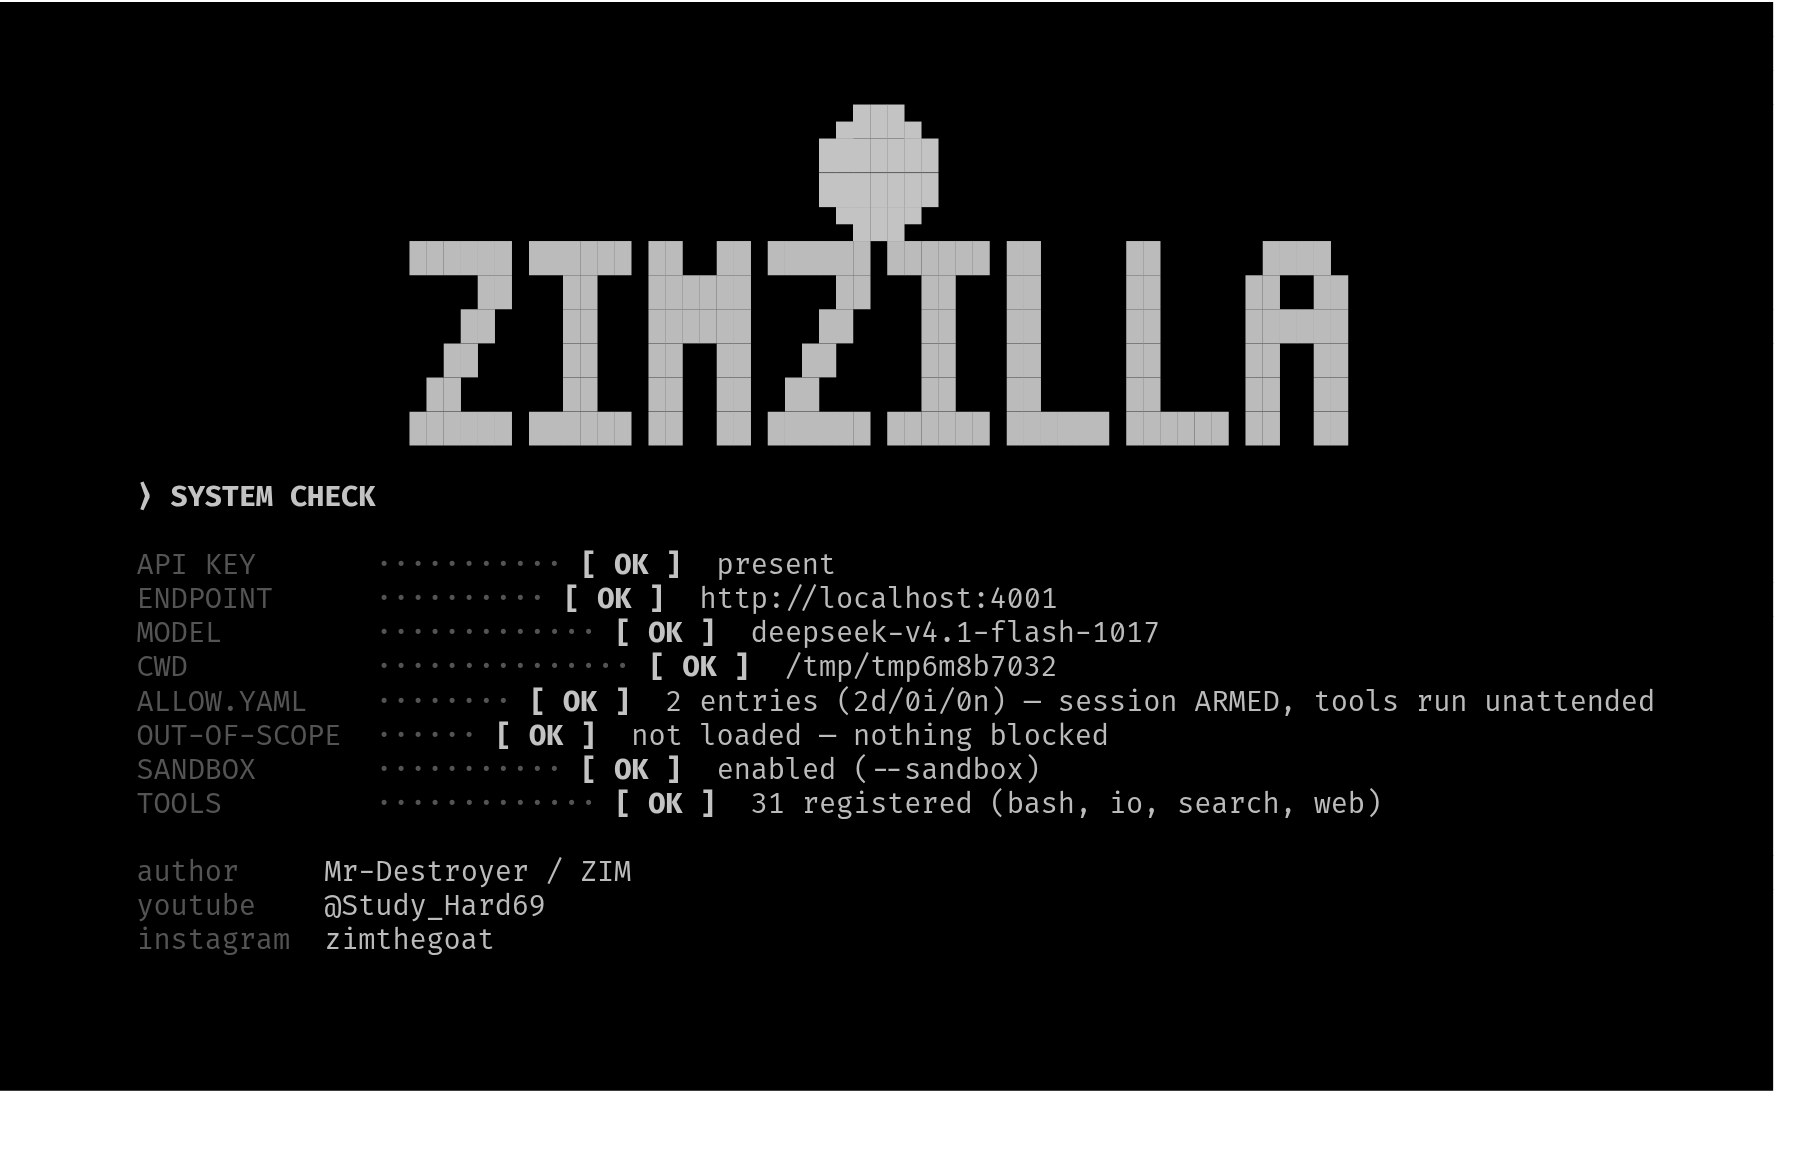 ZIMZILLA
❯ SYSTEM CHECK
API KEY ··········· [ OK ] present
ENDPOINT ·········· [ OK ] http://localhost:4001
MODEL ············· [ OK ] deepseek-v4.1-flash-1017
CWD ··············· [ OK ] /tmp/tmp6m8b7032
ALLOW.YAML ········ [ OK ] 2 entries (2d/0i/0n) — session ARMED, tools run unattended
OUT-OF-SCOPE ······ [ OK ] not loaded — nothing blocked
SANDBOX ··········· [ OK ] enabled (--sandbox)
TOOLS ············· [ OK ] 31 registered (bash, io, search, web)
author Mr-Destroyer / ZIM
youtube @Study_Hard69
instagram zimthegoat